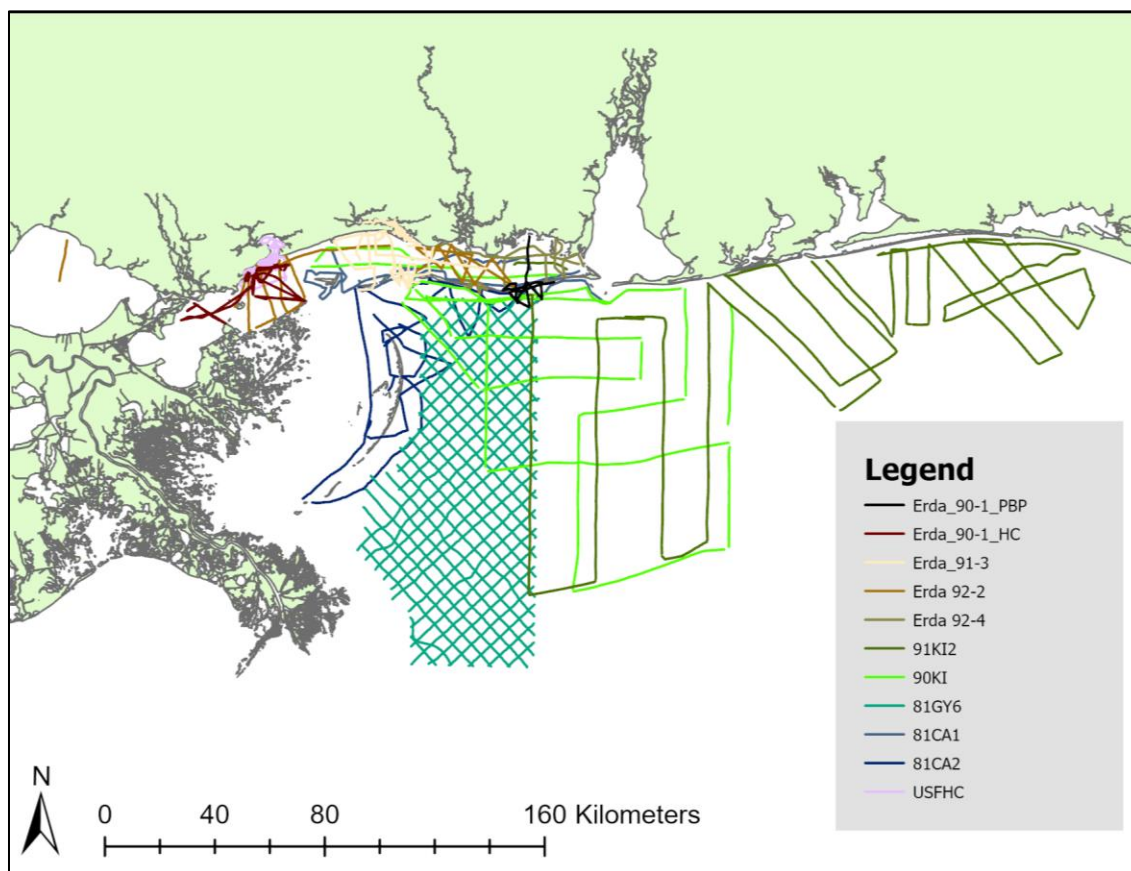 Legend
Erda_90-1_PBP
Erda_90-1_HC
Erda_91-3
Erda 92-2
Erda 92-4
91KI2
90KI
81GY6
81CA1
81CA2
USFHC
N
0 40 80 160 Kilometers